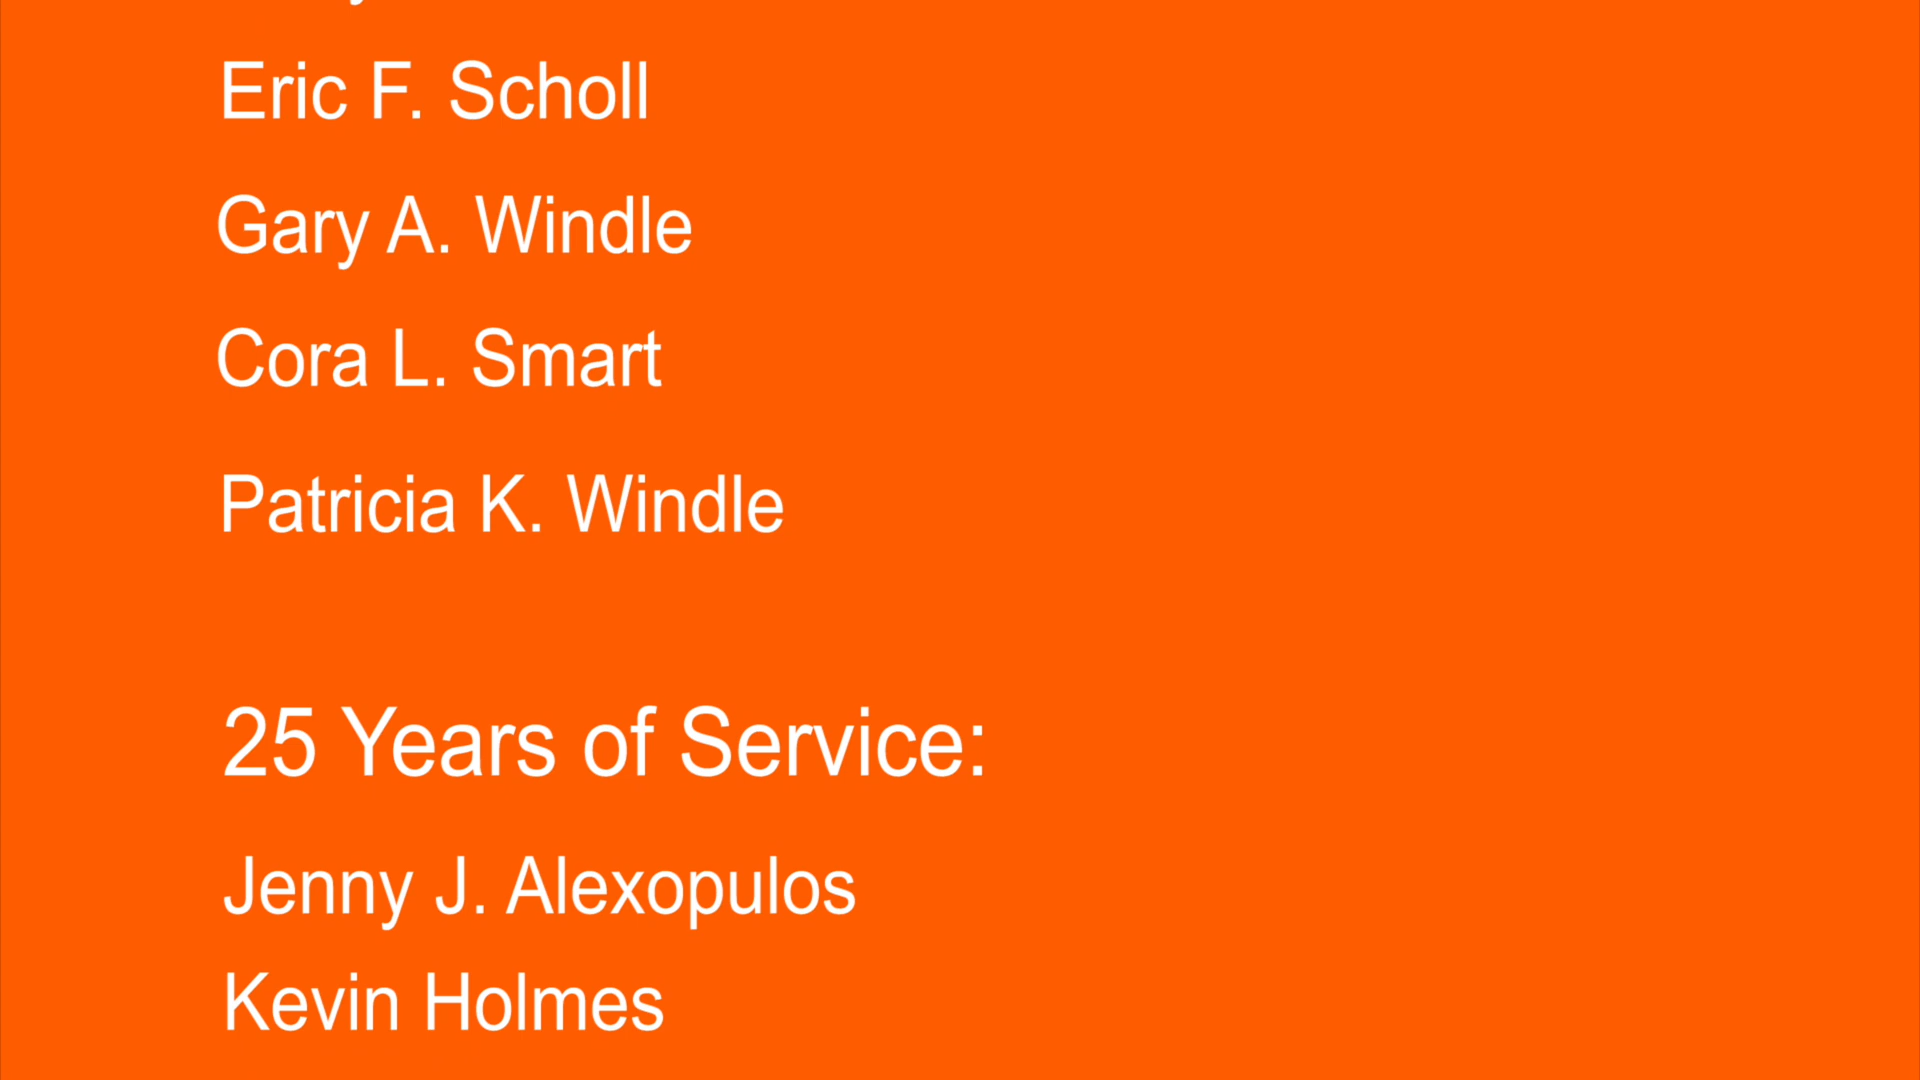 Eric F. Scholl
Gary A. Windle
Cora L. Smart
Patricia K. Windle
25 Years of Service:
Jenny J. Alexopulos
Kevin Holmes